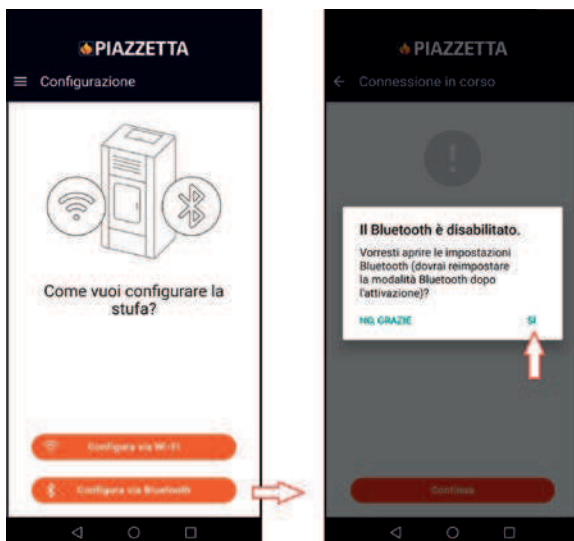 PIAZZETTA
Configurazione
Come vuoi configurare la
stufa?
Configura via Wi-Fi
Configura via Bluetooth
PIAZZETTA
Connessione in corso
Il Bluetooth è disabilitato.
Vorresti aprire le impostazioni
Bluetooth (dovrai reimpostare
la modalità Bluetooth dopo
l'attivazione)?
NO, GRAZIE
SÌ
Continua